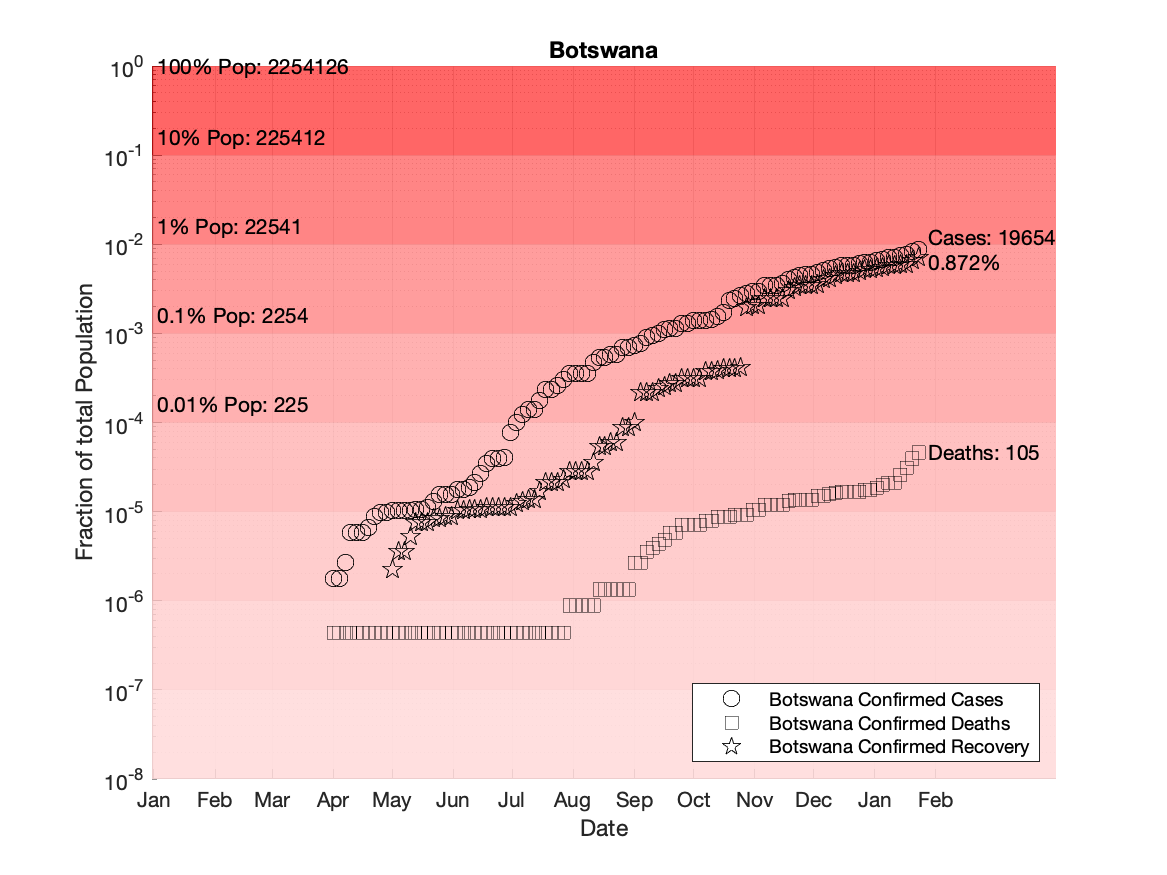 Botswana
10^0
100% Pop: 2254126
10% Pop: 225412
10^-1
1% Pop: 22541
10^-2
Cases: 19654
0.872%
0.1% Pop: 2254
10^-3
0.01% Pop: 225
10^-4
Deaths: 105
10^-5
10^-6
10^-7
10^-8
Fraction of total Population
Botswana Confirmed Cases
Botswana Confirmed Deaths
Botswana Confirmed Recovery
Jan Feb Mar Apr May Jun Jul Aug Sep Oct Nov Dec Jan Feb
Date